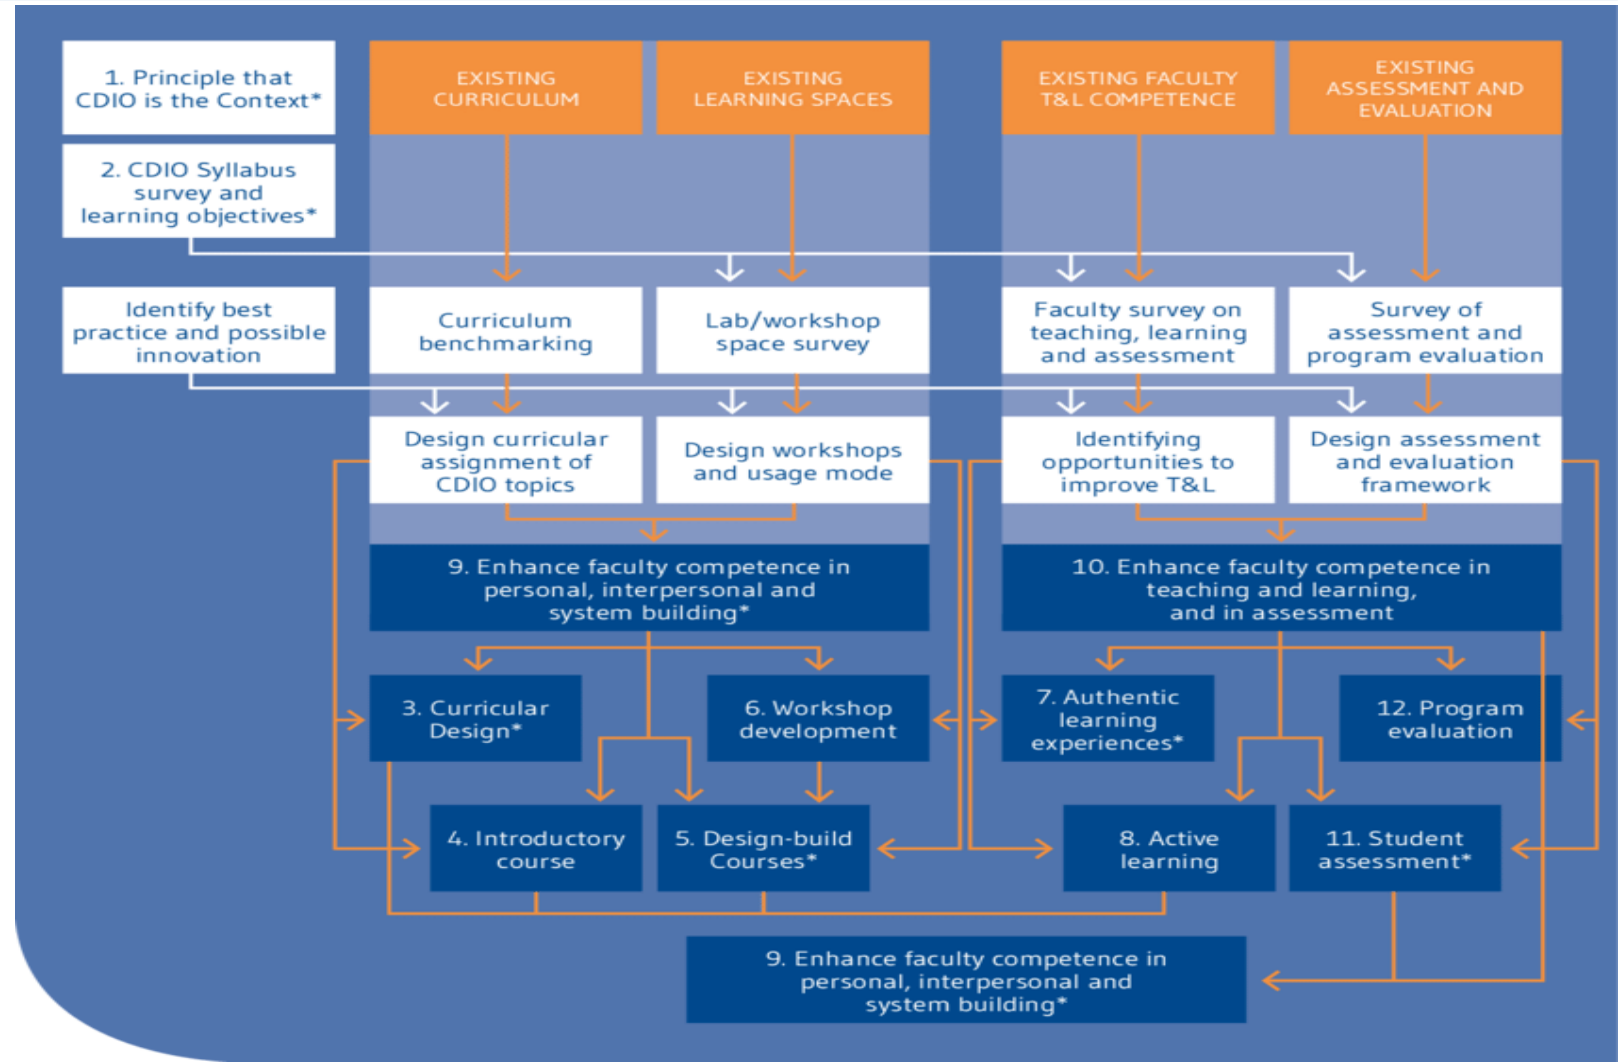 1. Principle that
CDIO is the Context*
EXISTING
CURRICULUM
EXISTING
LEARNING SPACES
EXISTING FACULTY
T&L COMPETENCE
EXISTING
ASSESSMENT AND
EVALUATION
2. CDIO Syllabus
survey and
learning objectives*
Identify best
practice and possible
innovation
Curriculum
benchmarking
Lab/workshop
space survey
Faculty survey on
teaching, learning
and assessment
Survey of
assessment and
program evaluation
Design curricular
assignment of
CDIO topics
Design workshops
and usage mode
Identifying
opportunities to
improve T&L
Design assessment
and evaluation
framework
9. Enhance faculty competence in
personal, interpersonal and
system building*
10. Enhance faculty competence in
teaching and learning,
and in assessment
3. Curricular
Design*
6. Workshop
development
7. Authentic
learning
experiences*
12. Program
evaluation
4. Introductory
course
5. Design-build
Courses*
8. Active
learning
11. Student
assessment*
9. Enhance faculty competence in
personal, interpersonal and
system building*